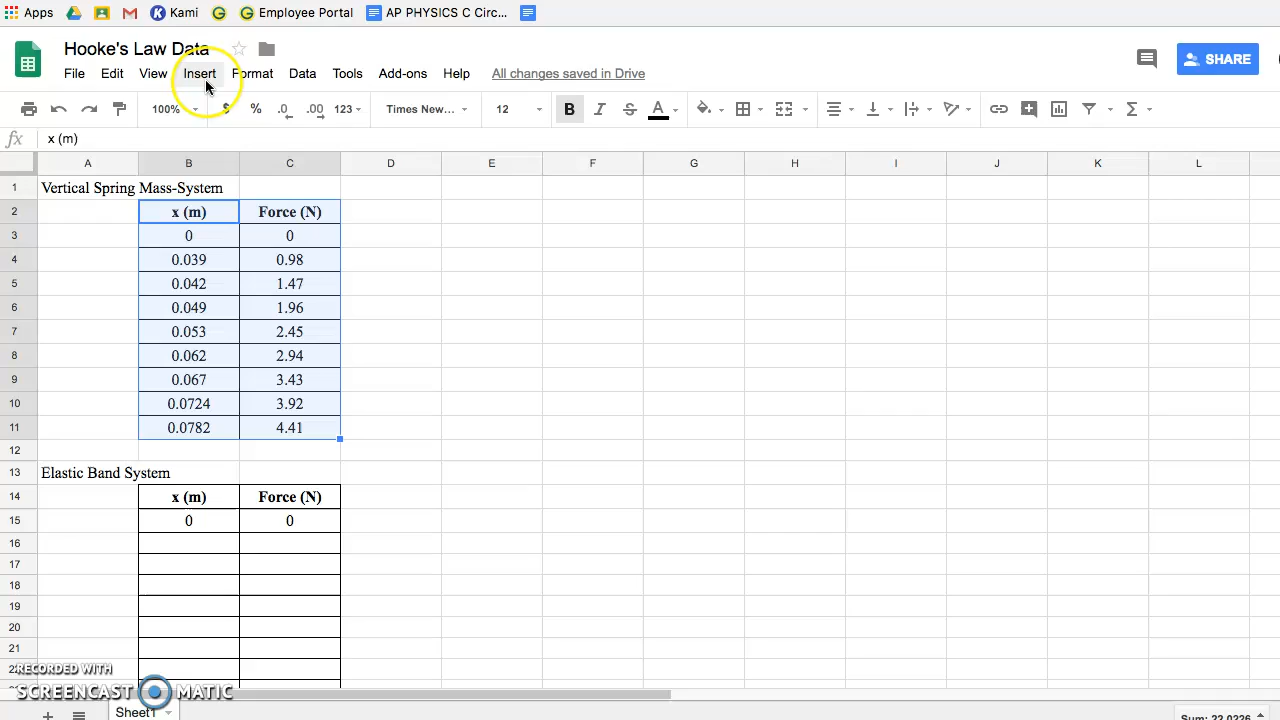 Apps Kami Employee Portal AP PHYSICS C Circ...
Hooke's Law Data
File Edit View Insert Format Data Tools Add-ons Help All changes saved in Drive SHARE
100% $ % .0 .00 123 Times New... 12 B I S A Σ
fx x (m)
A B C D E F G H I J K L
1 Vertical Spring Mass-System
2 x (m) Force (N)
3 0 0
4 0.039 0.98
5 0.042 1.47
6 0.049 1.96
7 0.053 2.45
8 0.062 2.94
9 0.067 3.43
10 0.0724 3.92
11 0.0782 4.41
12
13 Elastic Band System
14 x (m) Force (N)
15 0 0
16
17
18
19
20
21
RECORDED WITH
SCREENCAST MATIC
Sheet1 Sum: 22.0226